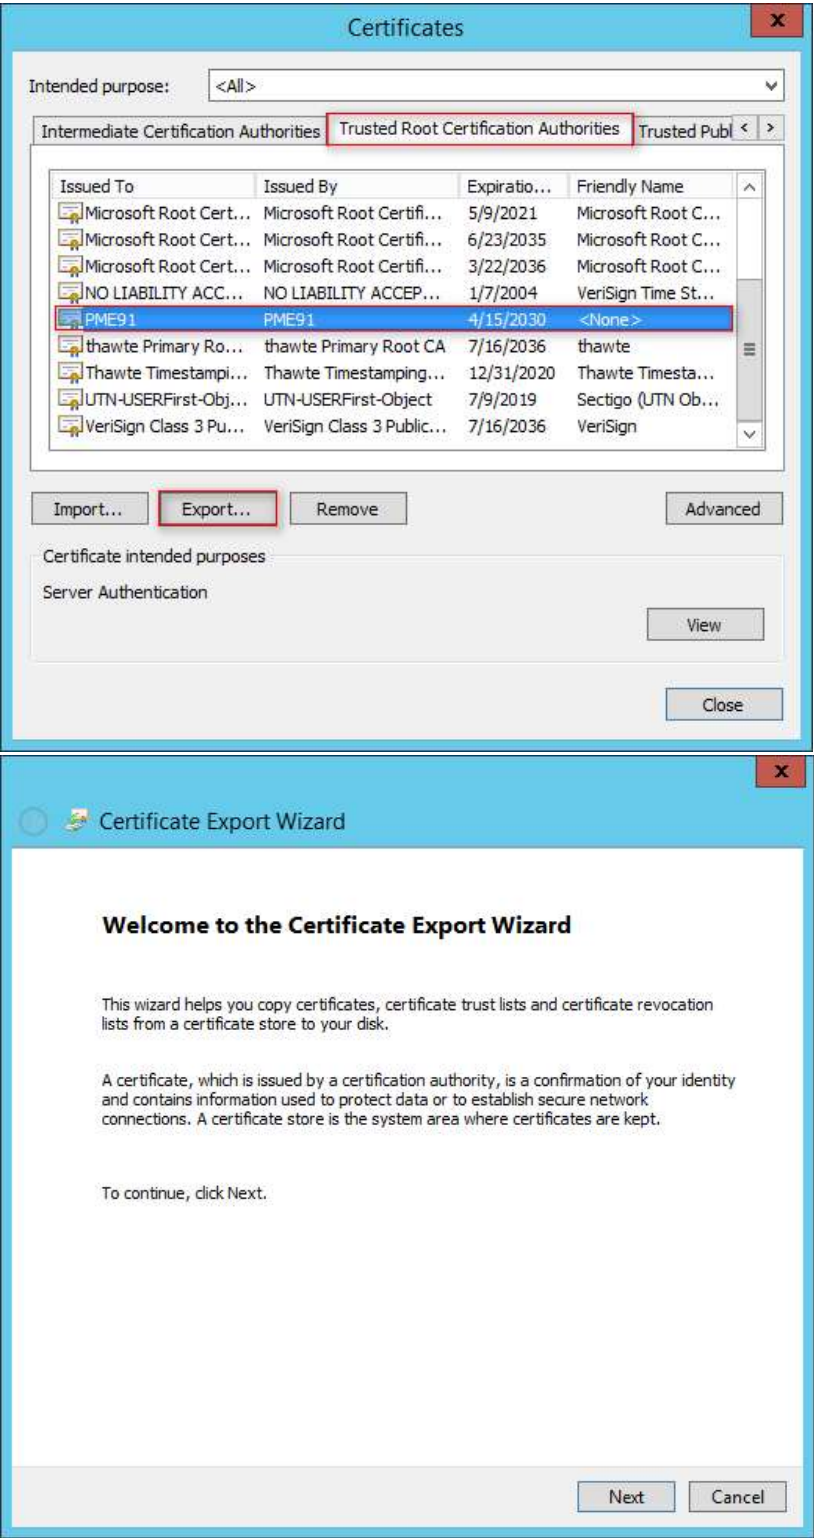 Certificates
x
Intended purpose: <All>
Intermediate Certification Authorities Trusted Root Certification Authorities Trusted Publ < >
Issued To Issued By Expiratio... Friendly Name
Microsoft Root Cert... Microsoft Root Certifi... 5/9/2021 Microsoft Root C...
Microsoft Root Cert... Microsoft Root Certifi... 6/23/2035 Microsoft Root C...
Microsoft Root Cert... Microsoft Root Certifi... 3/22/2036 Microsoft Root C...
NO LIABILITY ACC... NO LIABILITY ACCEP... 1/7/2004 VeriSign Time St...
PME91 PME91 4/15/2030 <None>
thawte Primary Ro... thawte Primary Root CA 7/16/2036 thawte
Thawte Timestampi... Thawte Timestamping... 12/31/2020 Thawte Timesta...
UTN-USERFirst-Obj... UTN-USERFirst-Object 7/9/2019 Sectigo (UTN Ob...
VeriSign Class 3 Pu... VeriSign Class 3 Public... 7/16/2036 VeriSign
Import... Export... Remove Advanced
Certificate intended purposes
Server Authentication
View
Close
x
Certificate Export Wizard
Welcome to the Certificate Export Wizard
This wizard helps you copy certificates, certificate trust lists and certificate revocation
lists from a certificate store to your disk.
A certificate, which is issued by a certification authority, is a confirmation of your identity
and contains information used to protect data or to establish secure network
connections. A certificate store is the system area where certificates are kept.
To continue, click Next.
Next Cancel